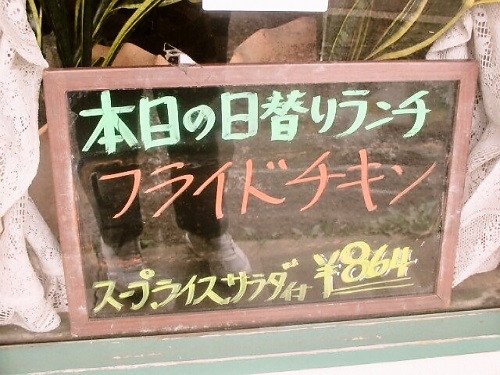 本日の日替りランチ
フライドチキン
スープ、ライス、サラダ付 ¥864